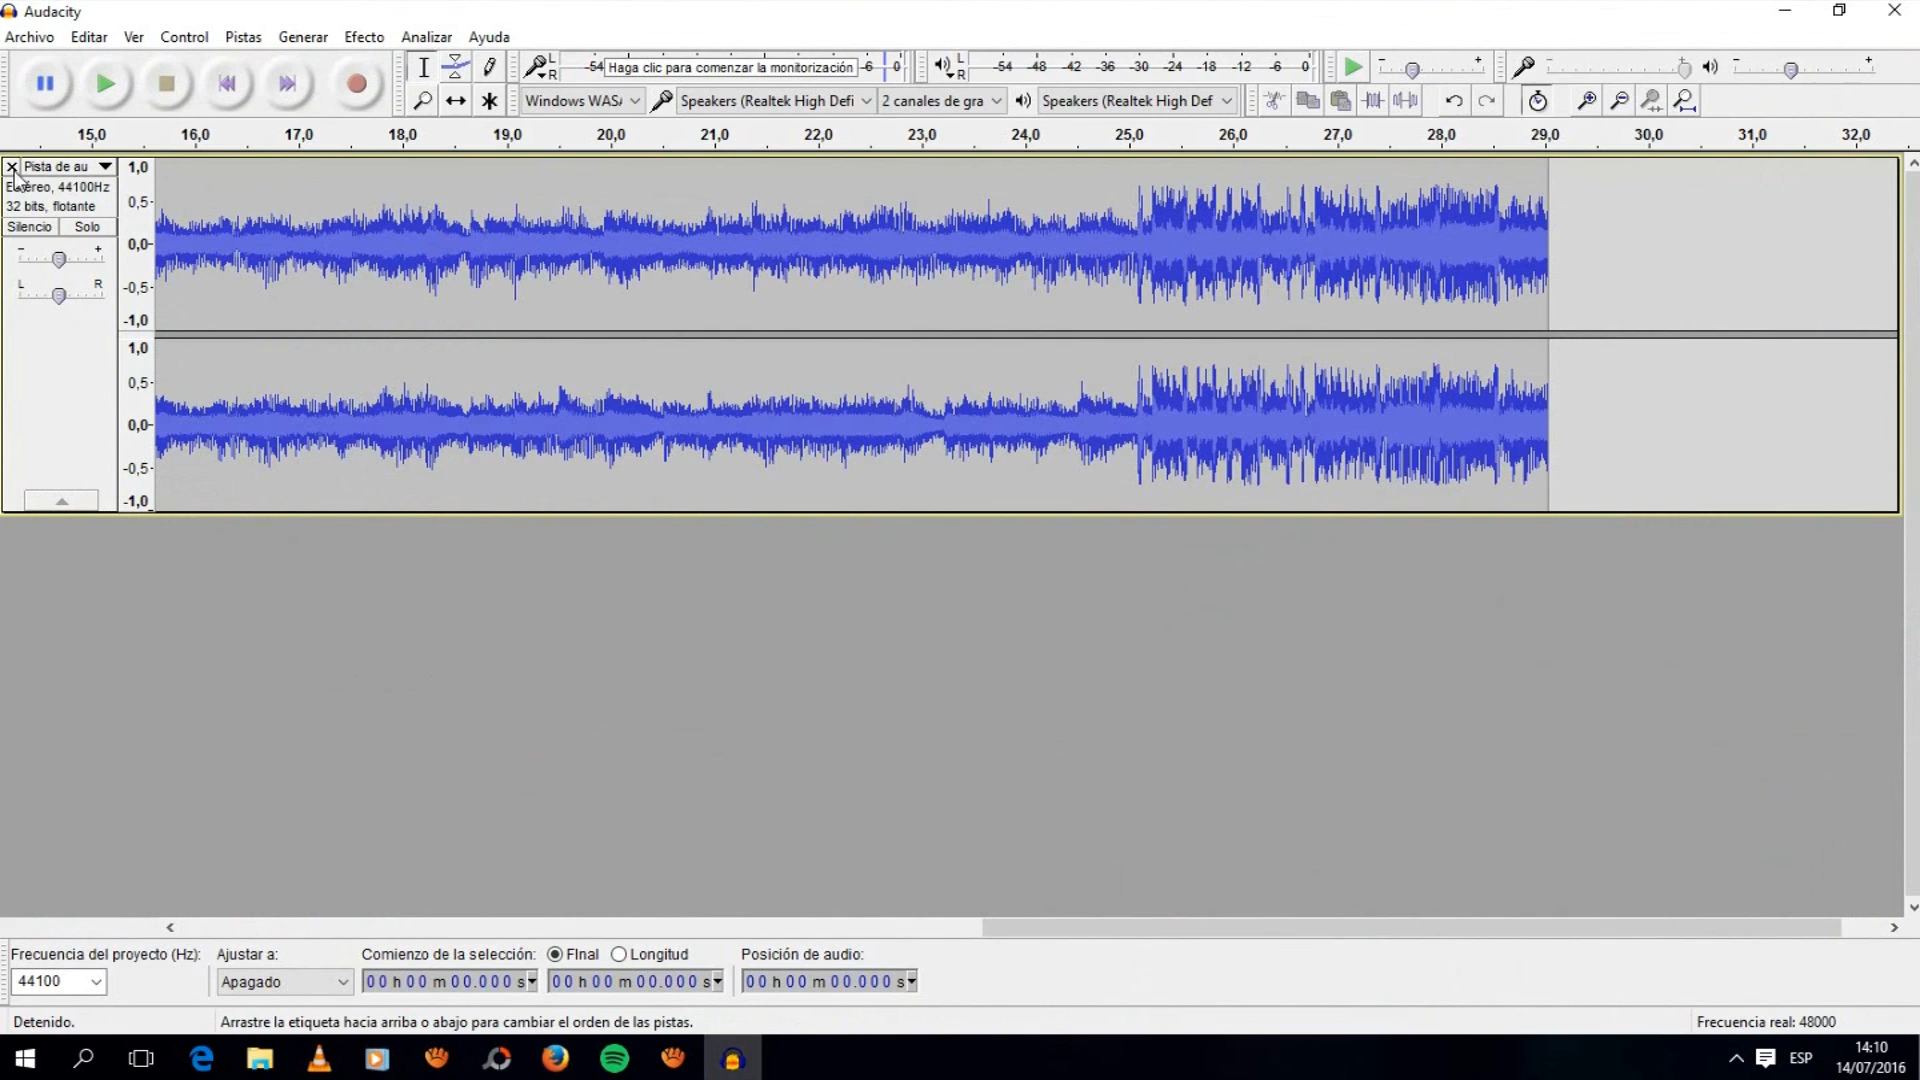 Audacity
Archivo Editar Ver Control Pistas Generar Efecto Analizar Ayuda
L R -54 Haga clic para comenzar la monitorización -6 0 L R -54 -48 -42 -36 -30 -24 -18 -12 -6 0 - + - + - +
Windows WAS Speakers (Realtek High Defi 2 canales de gra Speakers (Realtek High Def
15,0 16,0 17,0 18,0 19,0 20,0 21,0 22,0 23,0 24,0 25,0 26,0 27,0 28,0 29,0 30,0 31,0 32,0
Pista de au 1,0
Estéreo, 44100Hz
32 bits, flotante 0,5-
Silencio Solo
- + 0,0-
L R -0,5-
-1,0
1,0
0,5-
0,0-
-0,5-
-1,0
Frecuencia del proyecto (Hz): Ajustar a: Comienzo de la selección: FInal Longitud Posición de audio:
44100 Apagado 00 h 00 m 00.000 s 00 h 00 m 00.000 s 00 h 00 m 00.000 s
Detenido. Arrastre la etiqueta hacia arriba o abajo para cambiar el orden de las pistas. Frecuencia real: 48000
ESP 14:10
14/07/2016